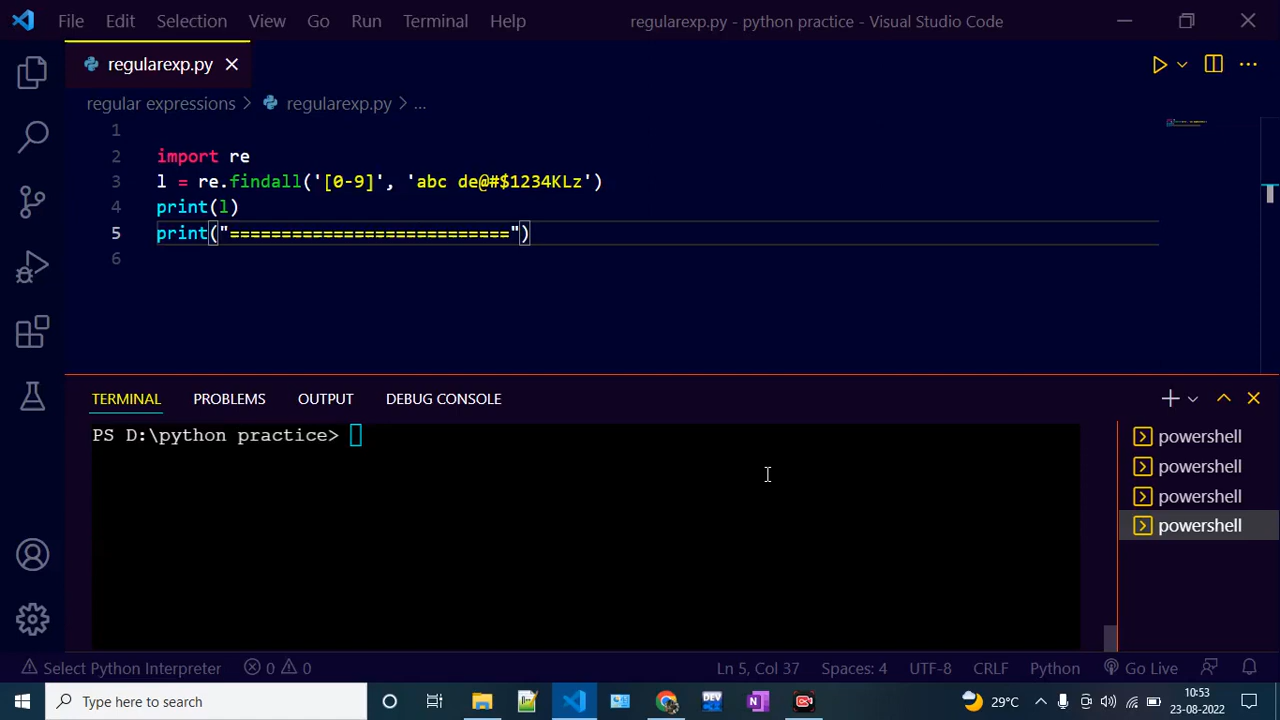 File Edit Selection View Go Run Terminal Help regularexp.py - python practice - Visual Studio Code
regularexp.py
regular expressions > regularexp.py > ...
1
2 import re
3 l = re.findall('[0-9]', 'abc de@#$1234KLz')
4 print(l)
5 print("===========================")
6
TERMINAL PROBLEMS OUTPUT DEBUG CONSOLE
PS D:\python practice>
powershell
powershell
powershell
powershell
Select Python Interpreter 0 0 Ln 5, Col 37 Spaces: 4 UTF-8 CRLF Python Go Live
Type here to search DEV N 29°C 10:53
23-08-2022